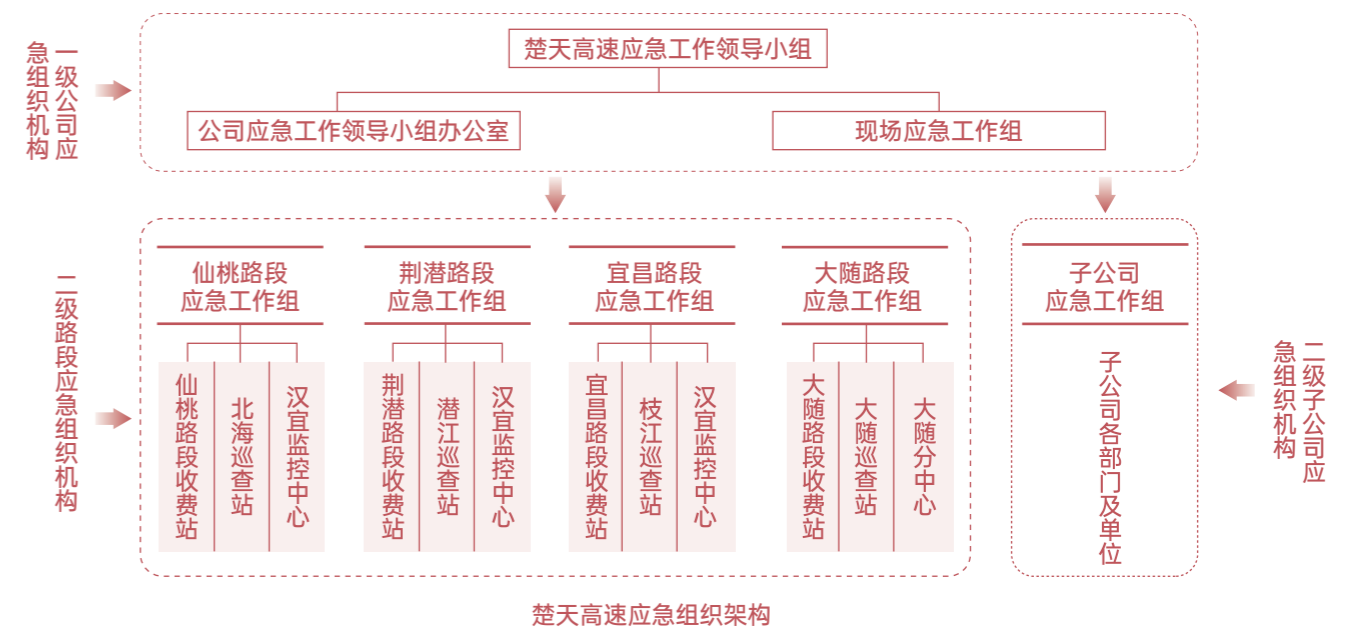 一级公司应
急组织机构
楚天高速应急工作领导小组
公司应急工作领导小组办公室
现场应急工作组
二级路段应急组织机构
仙桃路段
应急工作组
仙桃路段收费站
北海巡查站
汉宜监控中心
荆潜路段
应急工作组
荆潜路段收费站
潜江巡查站
汉宜监控中心
宜昌路段
应急工作组
宜昌路段收费站
枝江巡查站
汉宜监控中心
大随路段
应急工作组
大随路段收费站
大随巡查站
大随分中心
子公司
应急工作组
子公司各部门及单位
二级子公司应
急组织机构
楚天高速应急组织架构